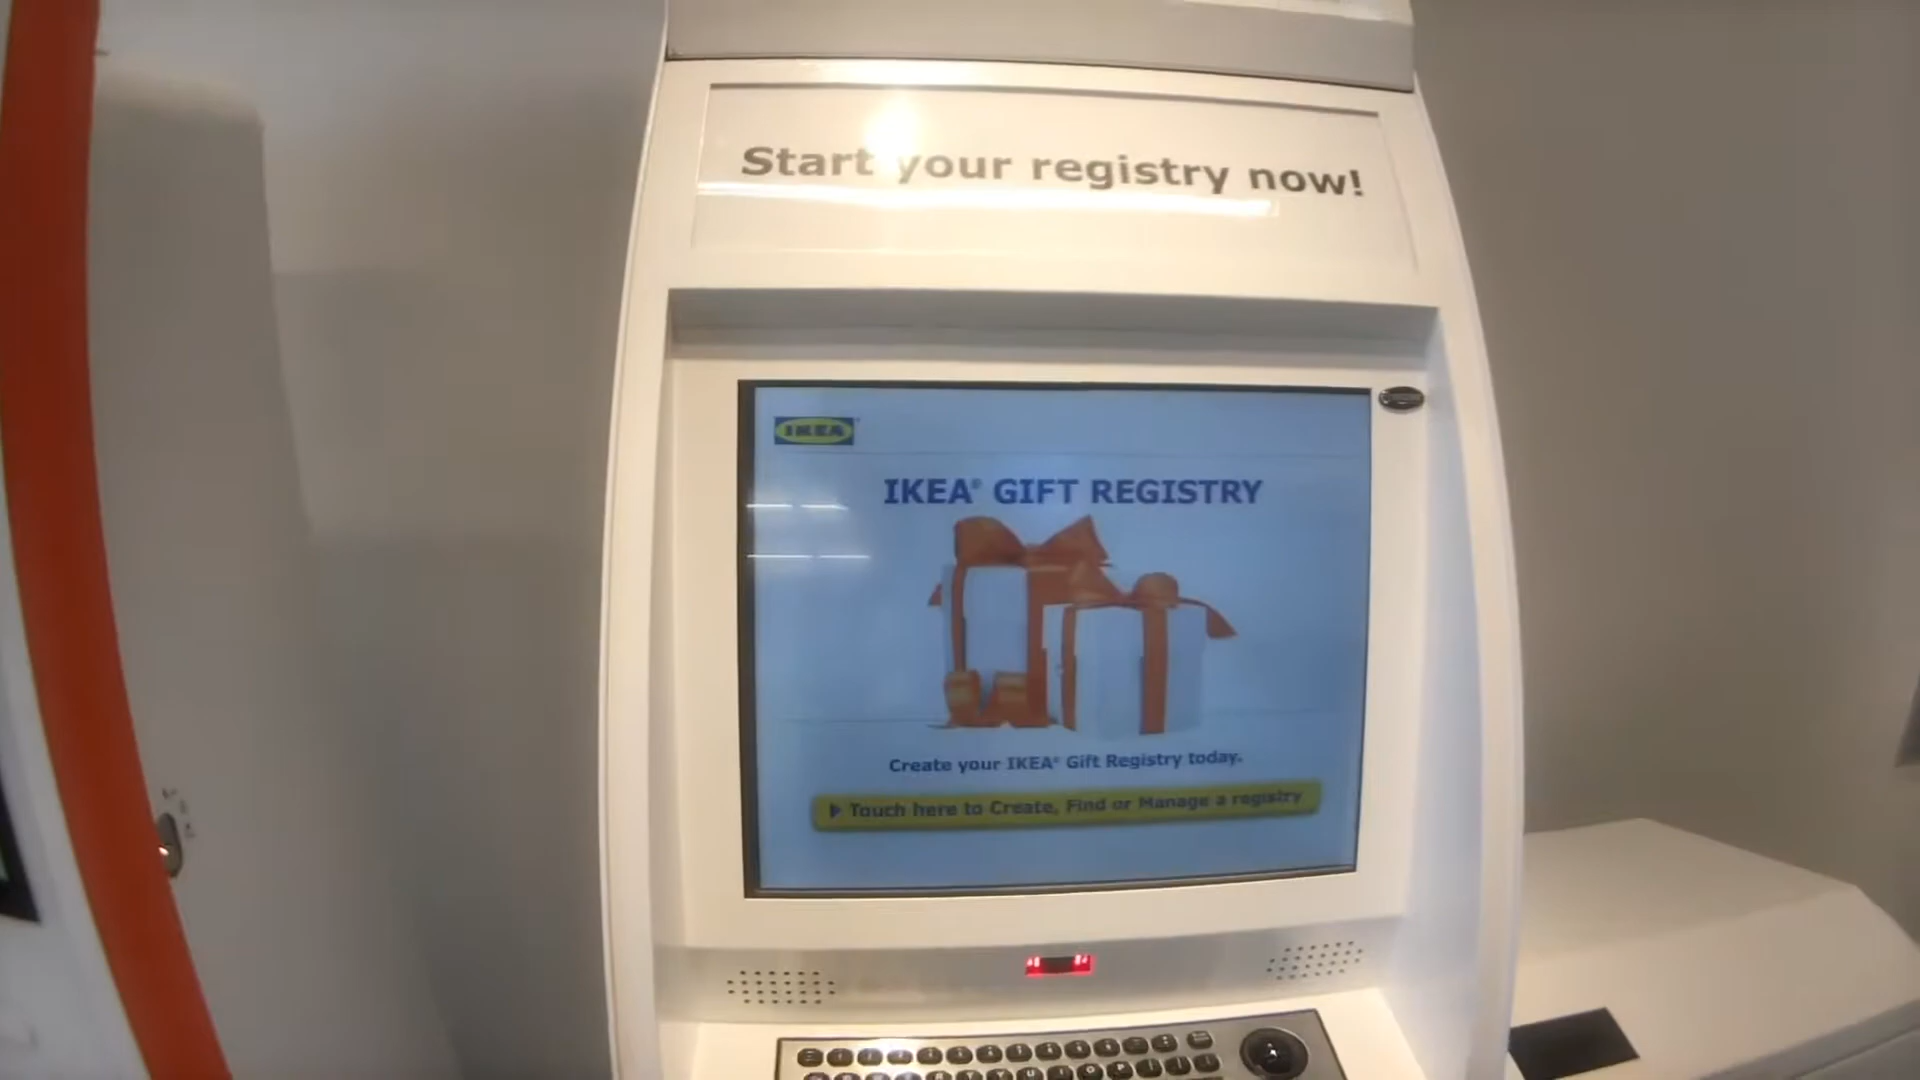 Start your registry now!
IKEA
IKEA® GIFT REGISTRY
Create your IKEA® Gift Registry today.
Touch here to Create, Find or Manage a registry